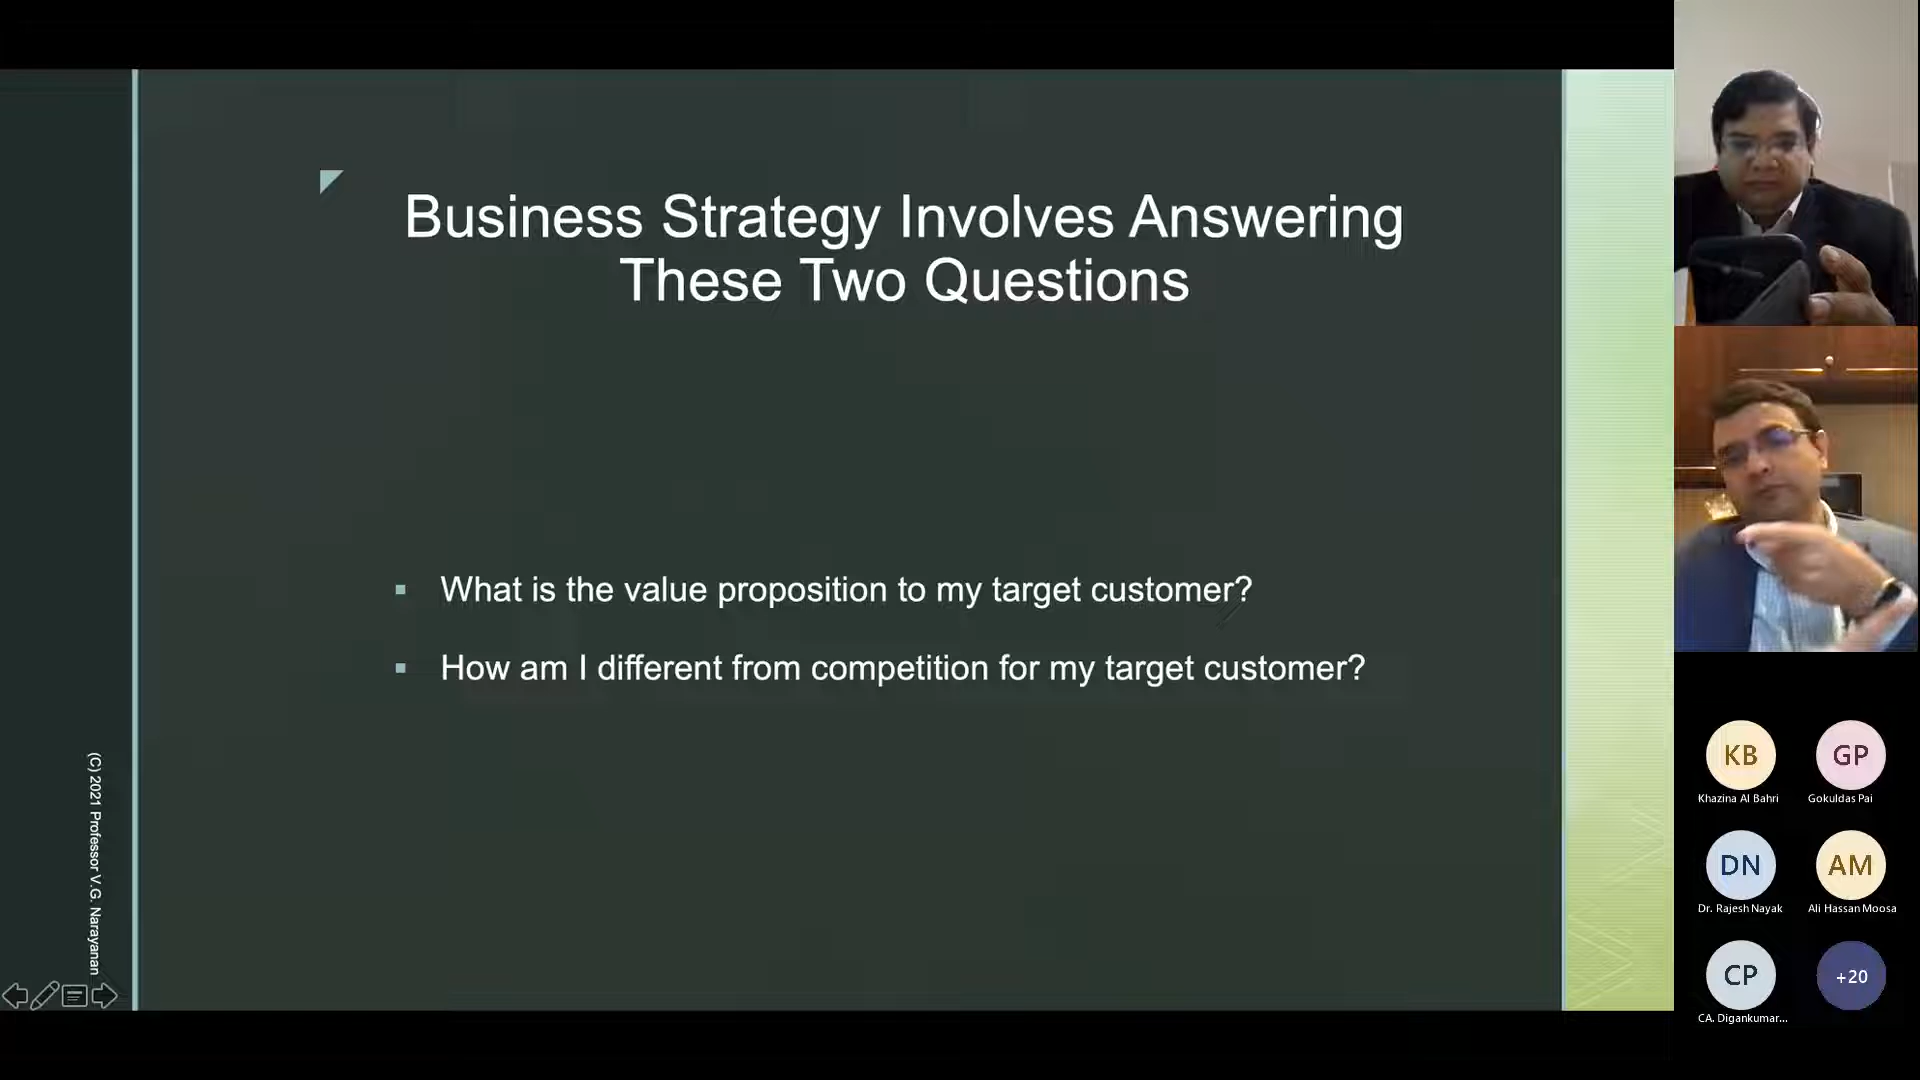 Business Strategy Involves Answering
These Two Questions
What is the value proposition to my target customer?
How am I different from competition for my target customer?
(C) 2021 Professor V.G. Narayanan
KB
GP
Khazina Al Bahri
Gokuldas Pai
DN
AM
Dr. Rajesh Nayak
Ali Hassan Moosa
CP
+20
CA. Digankumar...